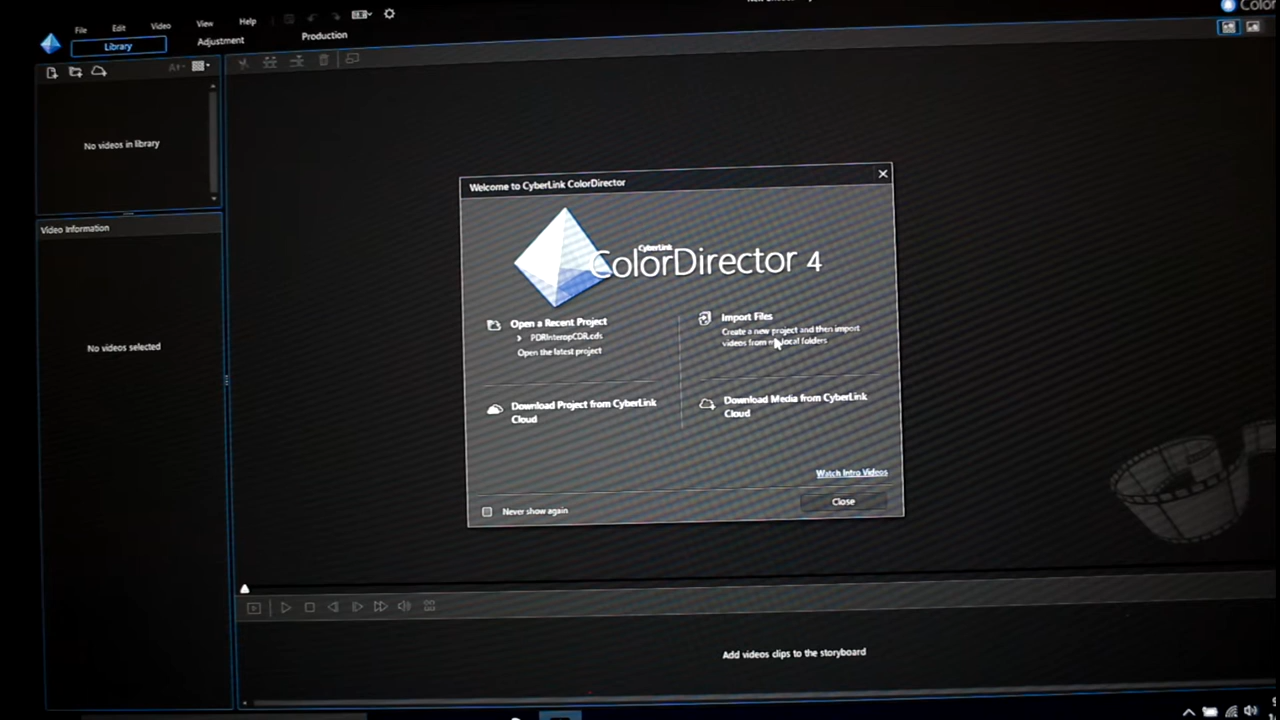 File Edit Video View Help
Color
Library Adjustment Production
No videos in library
Video Information
No videos selected
Welcome to CyberLink ColorDirector
CyberLink
ColorDirector 4
Open a Recent Project
PDRInteropCDR.cds
Open the latest project
Import Files
Create a new project and then import
videos from my local folders
Download Project from CyberLink
Cloud
Download Media from CyberLink
Cloud
Watch Intro Videos
Never show again
Close
Add videos clips to the storyboard